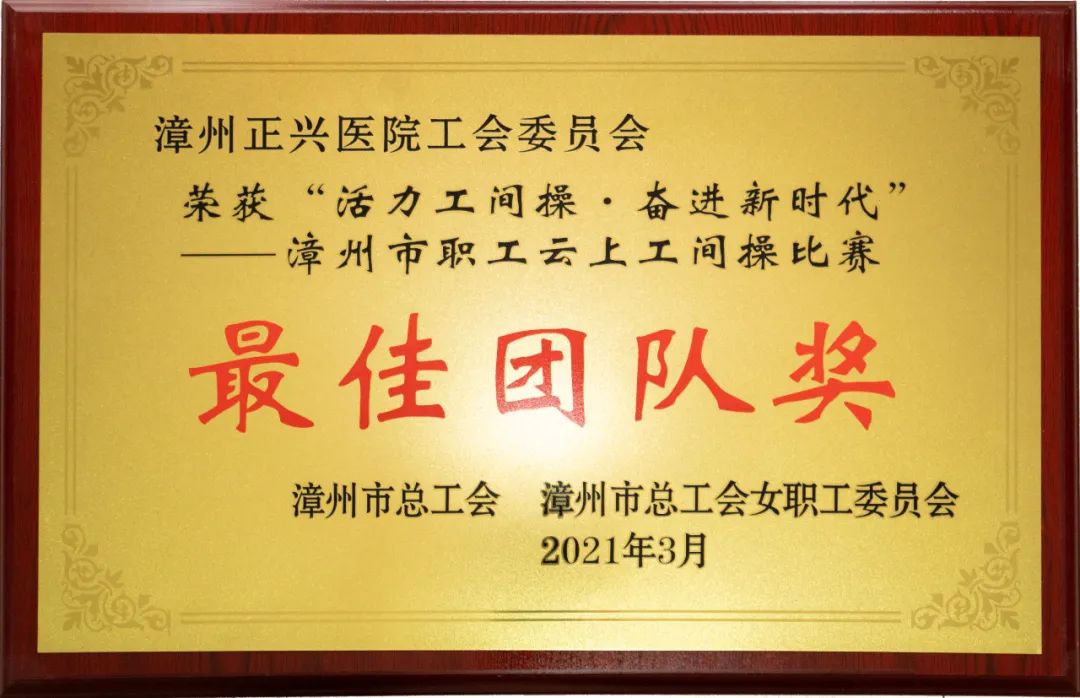 漳州正兴医院工会委员会
荣获“活力工间操·奋进新时代”
——漳州市职工云上工间操比赛
最佳团队奖
漳州市总工会 漳州市总工会女职工委员会
2021年3月